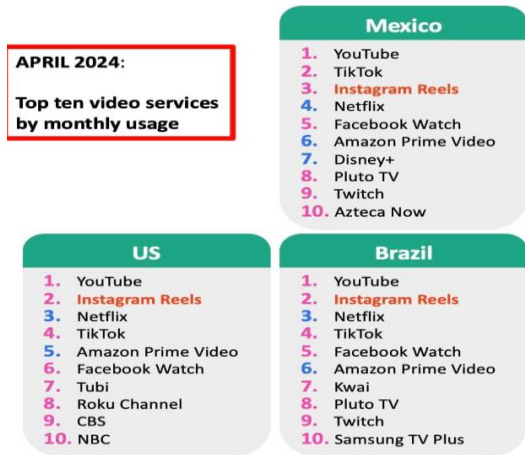 APRIL 2024:
Top ten video services
by monthly usage
Mexico
1. YouTube
2. TikTok
3. Instagram Reels
4. Netflix
5. Facebook Watch
6. Amazon Prime Video
7. Disney+
8. Pluto TV
9. Twitch
10. Azteca Now
US
1. YouTube
2. Instagram Reels
3. Netflix
4. TikTok
5. Amazon Prime Video
6. Facebook Watch
7. Tubi
8. Roku Channel
9. CBS
10. NBC
Brazil
1. YouTube
2. Instagram Reels
3. Netflix
4. TikTok
5. Facebook Watch
6. Amazon Prime Video
7. Kwai
8. Pluto TV
9. Twitch
10. Samsung TV Plus